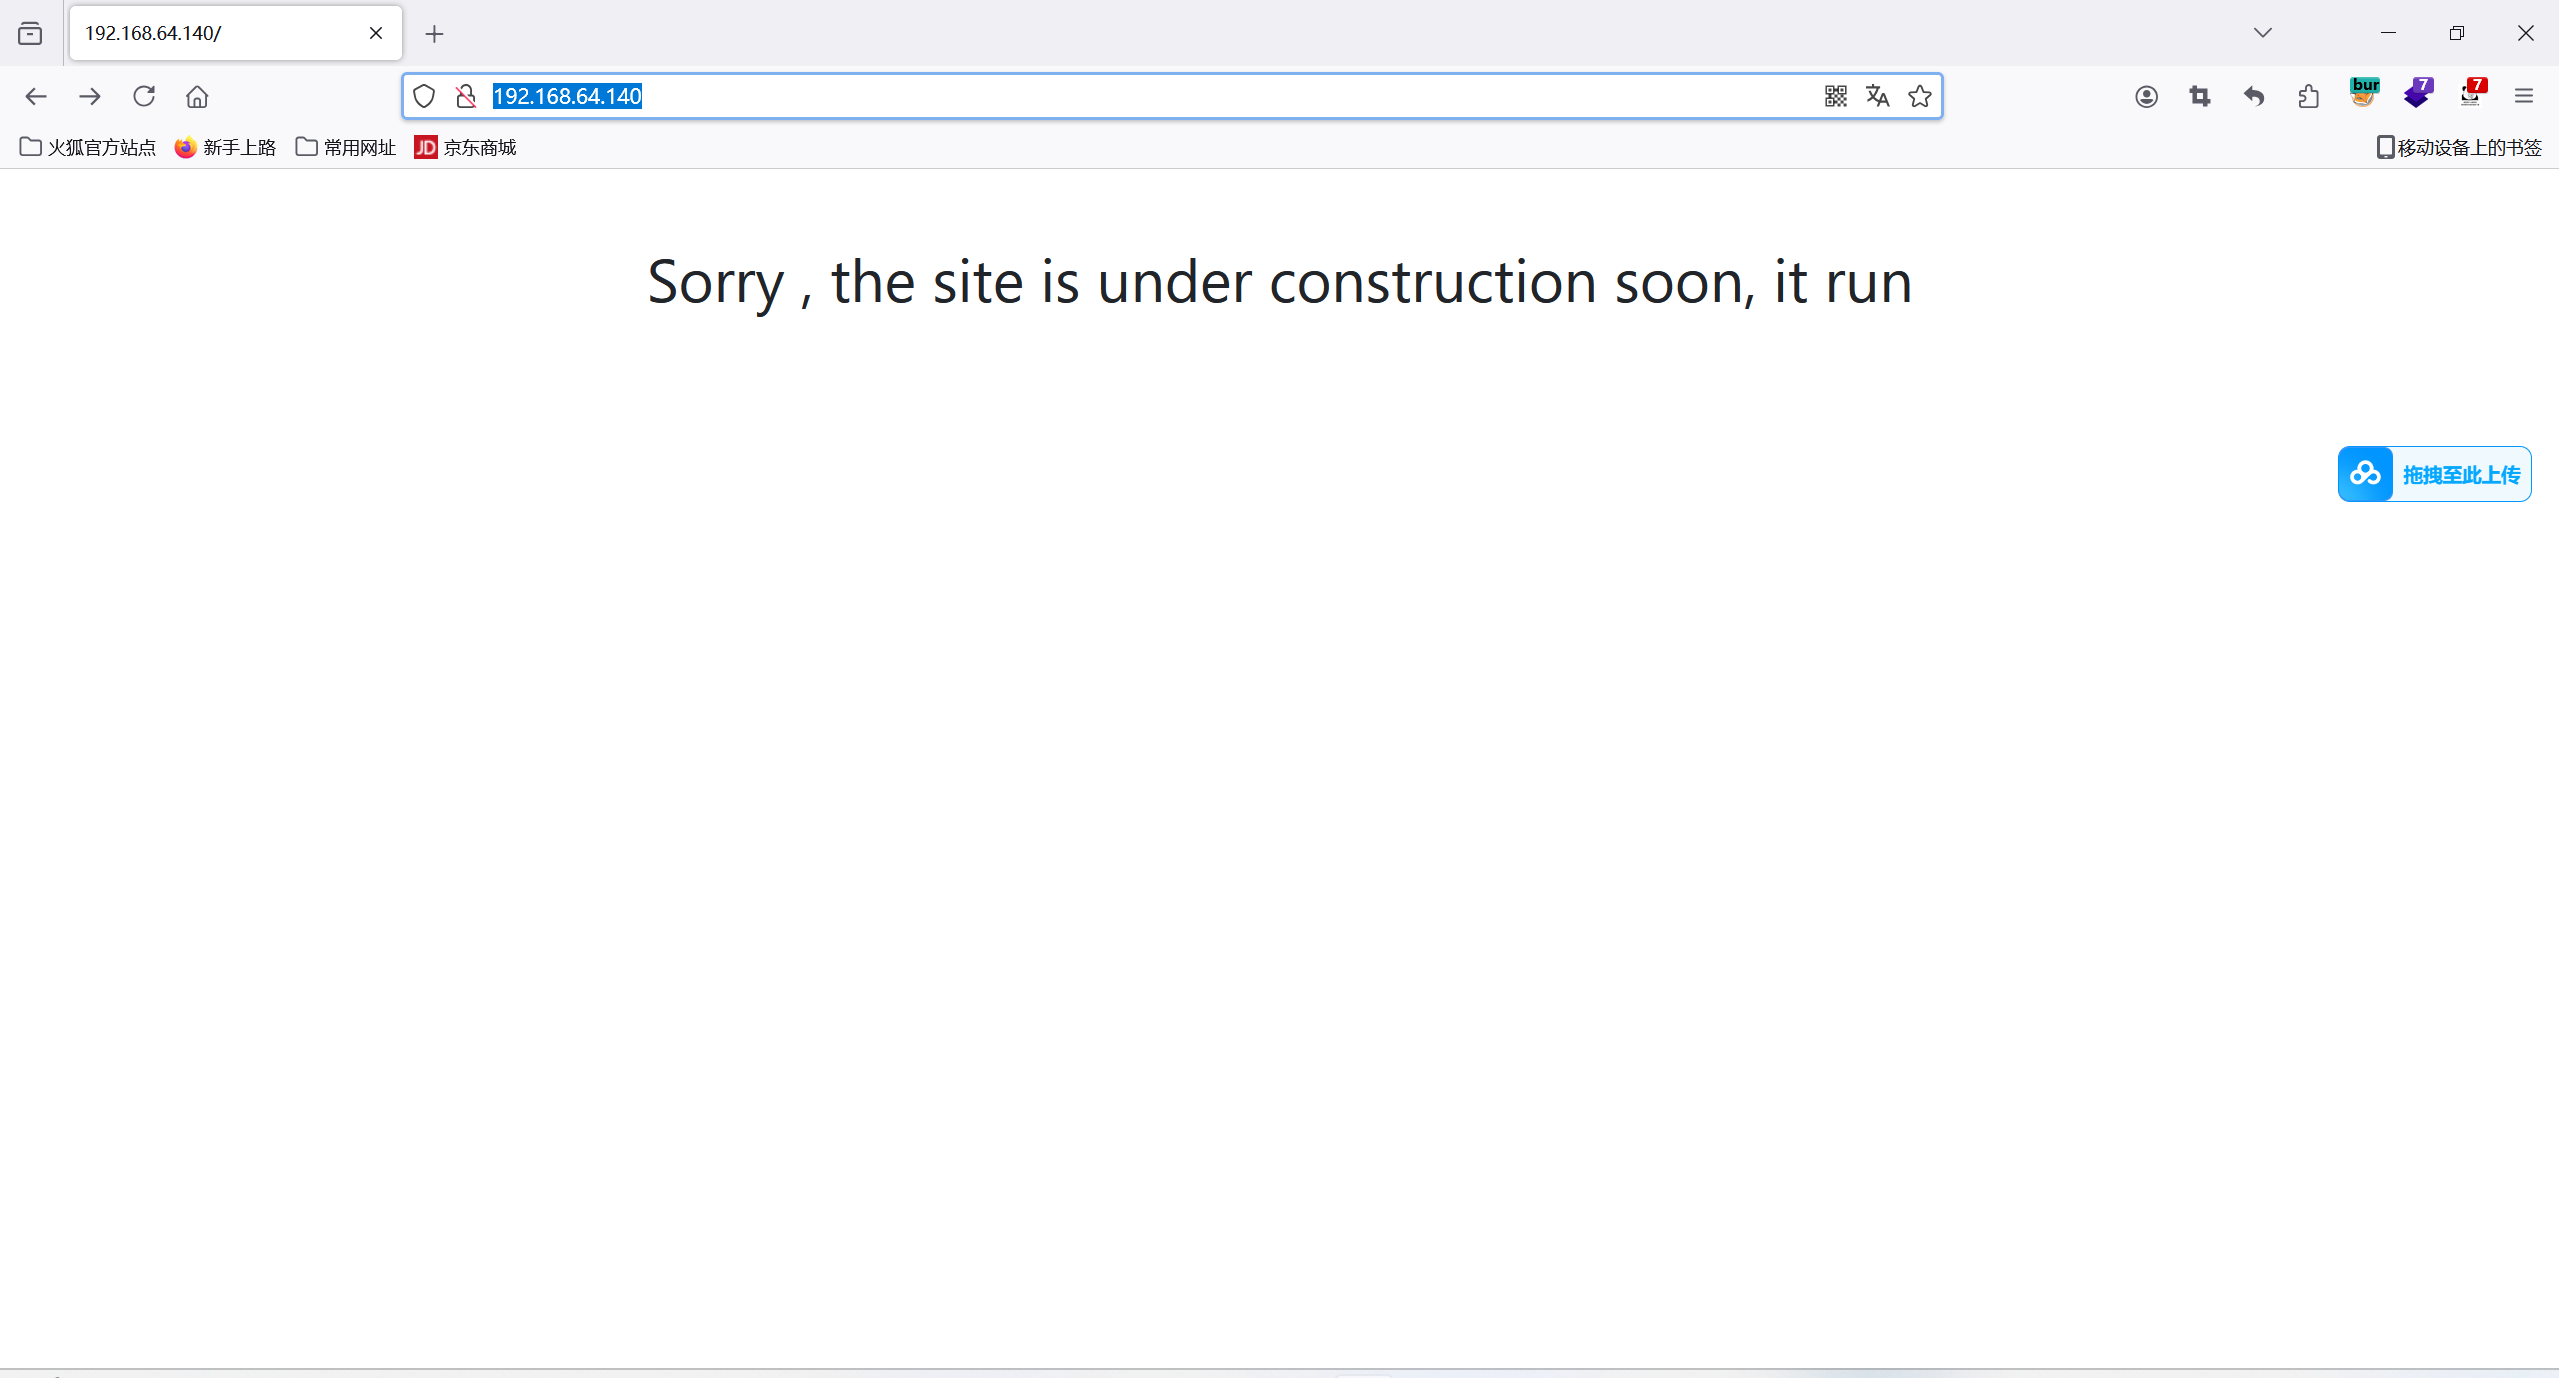 192.168.64.140/
192.168.64.140
bur
7
7
火狐官方站点
新手上路
常用网址
JD
京东商城
移动设备上的书签
Sorry , the site is under construction soon, it run
拖拽至此上传